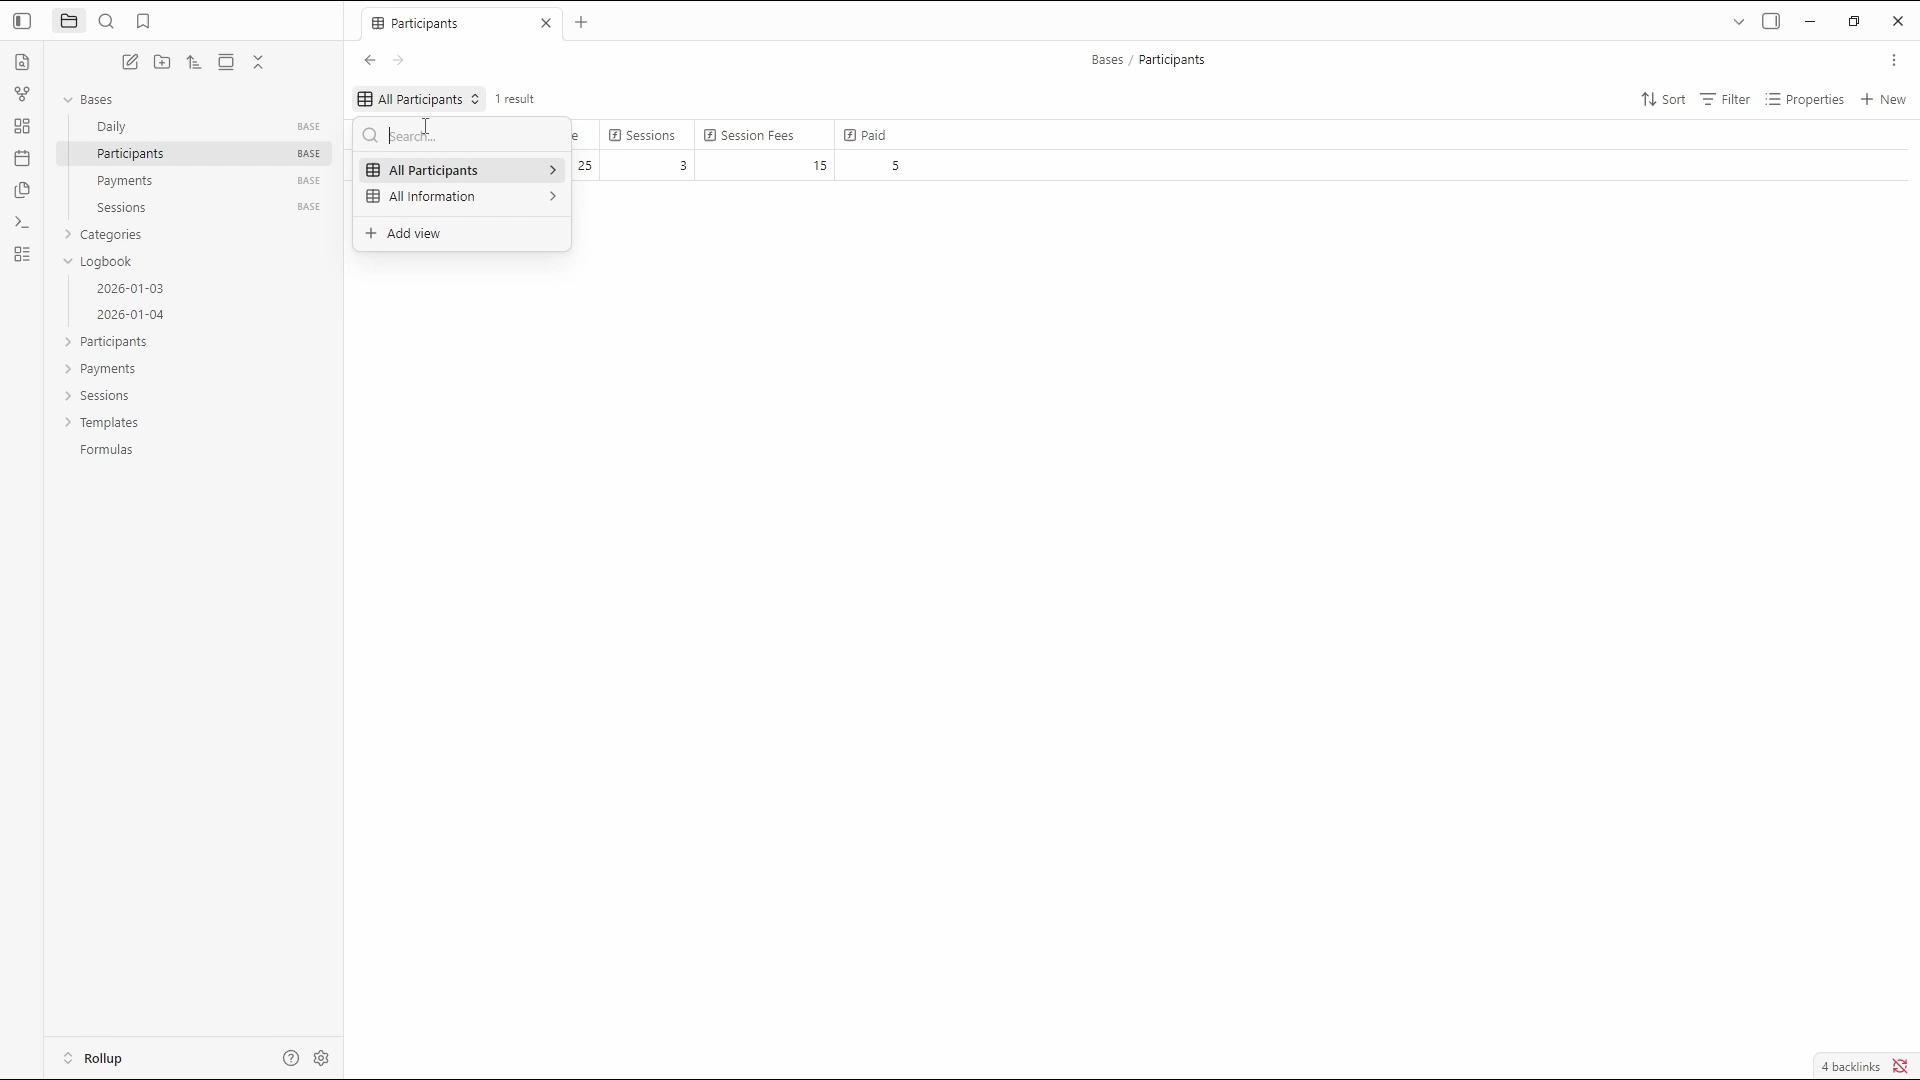 Participants
Bases / Participants
Bases
Daily BASE
Participants BASE
Payments BASE
Sessions BASE
Categories
Logbook
2026-01-03
2026-01-04
Participants
Payments
Sessions
Templates
Formulas
Rollup
All Participants 1 result
Sort Filter Properties New
Search...
All Participants
All Information
Add view
e Sessions Session Fees Paid
25 3 15 5
4 backlinks